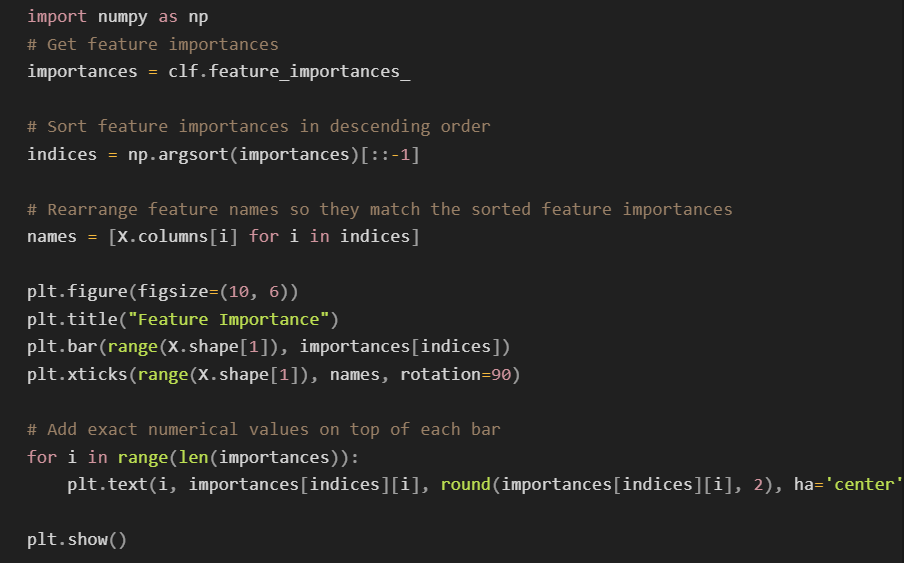 import numpy as np
# Get feature importances
importances = clf.feature_importances_
# Sort feature importances in descending order
indices = np.argsort(importances)[::-1]
# Rearrange feature names so they match the sorted feature importances
names = [X.columns[i] for i in indices]
plt.figure(figsize=(10, 6))
plt.title("Feature Importance")
plt.bar(range(X.shape[1]), importances[indices])
plt.xticks(range(X.shape[1]), names, rotation=90)
# Add exact numerical values on top of each bar
for i in range(len(importances)):
    plt.text(i, importances[indices][i], round(importances[indices][i], 2), ha='center'
plt.show()